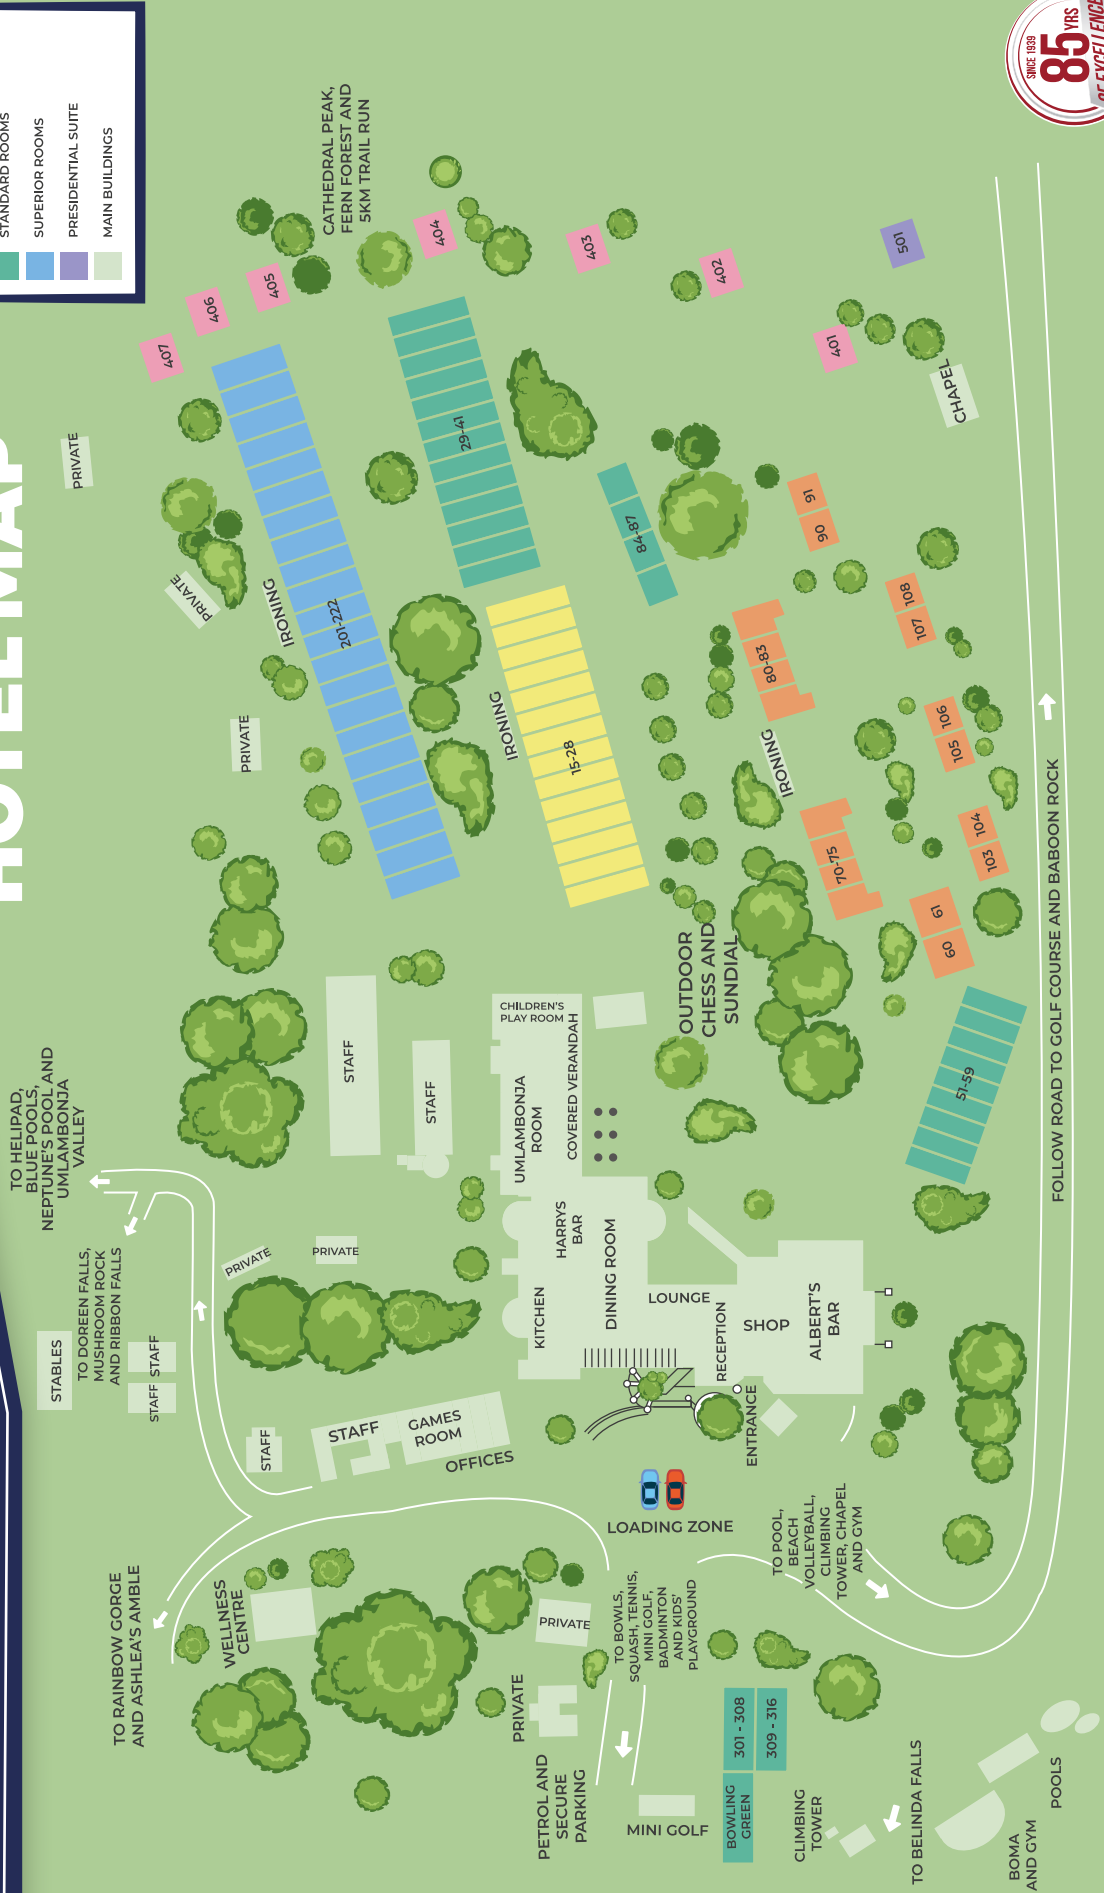 HOTEL MAP
STANDARD ROOMS
SUPERIOR ROOMS
PRESIDENTIAL SUITE
MAIN BUILDINGS
SINCE 1939
85 YRS
OF EXCELLENCE
CATHEDRAL PEAK,
FERN FOREST AND
5KM TRAIL RUN
407
406
405
404
403
402
401
501
CHAPEL
PRIVATE
PRIVATE
PRIVATE
IRONING
201-222
29-41
84-87
IRONING
15-28
91
90
108
107
80-83
IRONING
106
105
104
103
70-75
61
60
51-59
OUTDOOR
CHESS AND
SUNDIAL
FOLLOW ROAD TO GOLF COURSE AND BABOON ROCK
TO HELIPAD,
BLUE POOLS,
NEPTUNE'S POOL AND
UMLAMBONJA
VALLEY
STAFF
STAFF
CHILDREN'S
PLAY ROOM
UMLAMBONJA
ROOM
COVERED VERANDAH
TO DOREEN FALLS,
MUSHROOM ROCK
AND RIBBON FALLS
PRIVATE
PRIVATE
STABLES
STAFF
STAFF
STAFF
HARRYS
BAR
KITCHEN
DINING ROOM
LOUNGE
RECEPTION
SHOP
ALBERT'S
BAR
ENTRANCE
STAFF
GAMES
ROOM
OFFICES
LOADING ZONE
TO RAINBOW GORGE
AND ASHLEA'S AMBLE
WELLNESS
CENTRE
PRIVATE
PRIVATE
TO BOWLS,
SQUASH, TENNIS,
MINI GOLF,
BADMINTON
AND KIDS'
PLAYGROUND
TO POOL,
BEACH
VOLLEYBALL,
CLIMBING
TOWER, CHAPEL
AND GYM
PETROL AND
SECURE
PARKING
MINI GOLF
301 - 308
309 - 316
BOWLING
GREEN
CLIMBING
TOWER
TO BELINDA FALLS
BOMA
AND GYM
POOLS